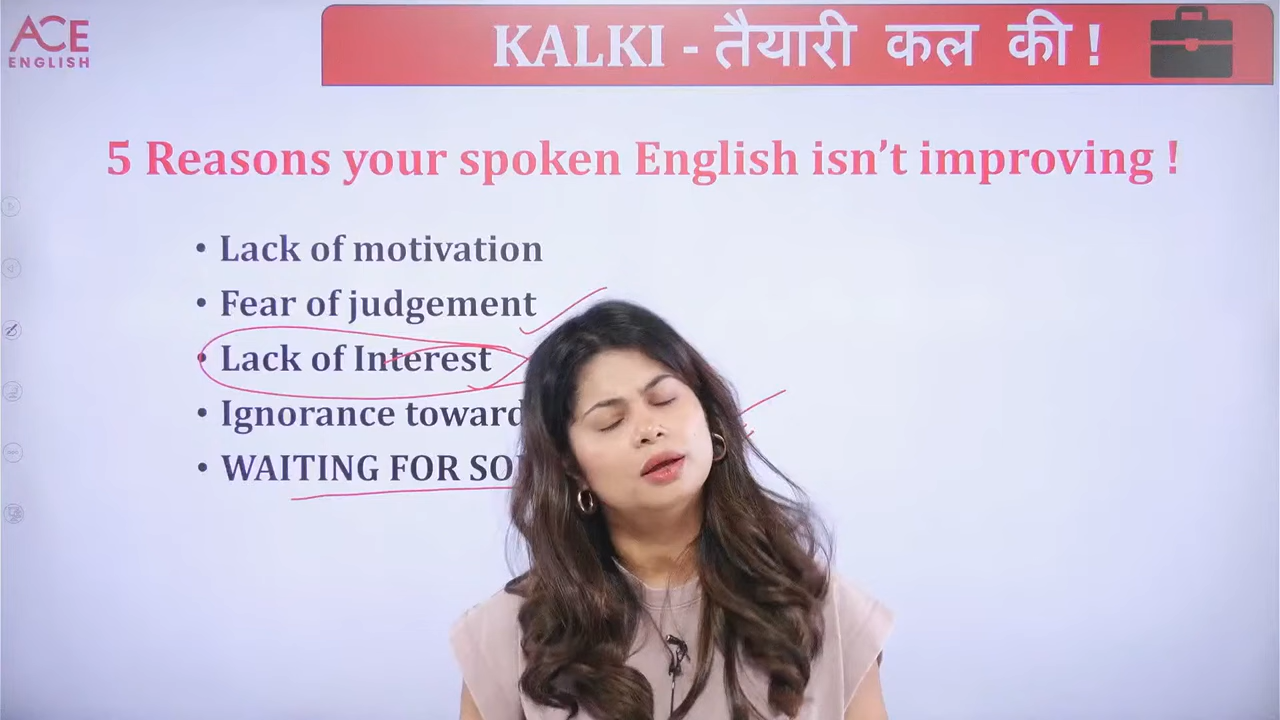 ACE
ENGLISH
KALKI - तैयारी कल की !
5 Reasons your spoken English isn't improving !
• Lack of motivation
• Fear of judgement
• Lack of Interest
• Ignorance toward
• WAITING FOR